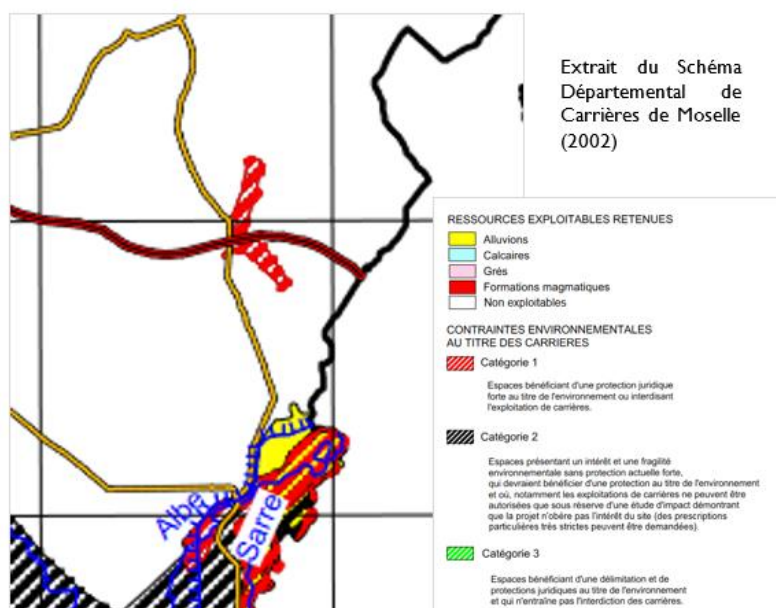 Extrait du Schéma
Départemental de
Carrières de Moselle
(2002)
RESSOURCES EXPLOITABLES RETENUES
Alluvions
Calcaires
Grés
Formations magmatiques
Non exploitables
CONTRAINTES ENVIRONNEMENTALES
AU TITRE DES CARRIERES
Catégorie 1
Espaces bénéficiant d'une protection juridique
forte au titre de l'environnement ou interdisant
l'exploitation de carrières.
Catégorie 2
Espaces présentant un intérêt et une fragilité
environnementale sans protection actuelle forte,
qui devraient bénéficier d'une protection au titre de l'environnement
et où, notamment les exploitations de carrières ne peuvent être
autorisées que sous réserve d'une étude d'impact démontrant
que la projet n'obère pas l'intérêt du site (des prescriptions
particulières très strictes peuvent être demandées).
Catégorie 3
Espaces bénéficiant d'une délimitation et de
protections juridiques au titre de l'environnement
et qui n'entraîne pas l'interdiction des carrières.
Albe
Sarre